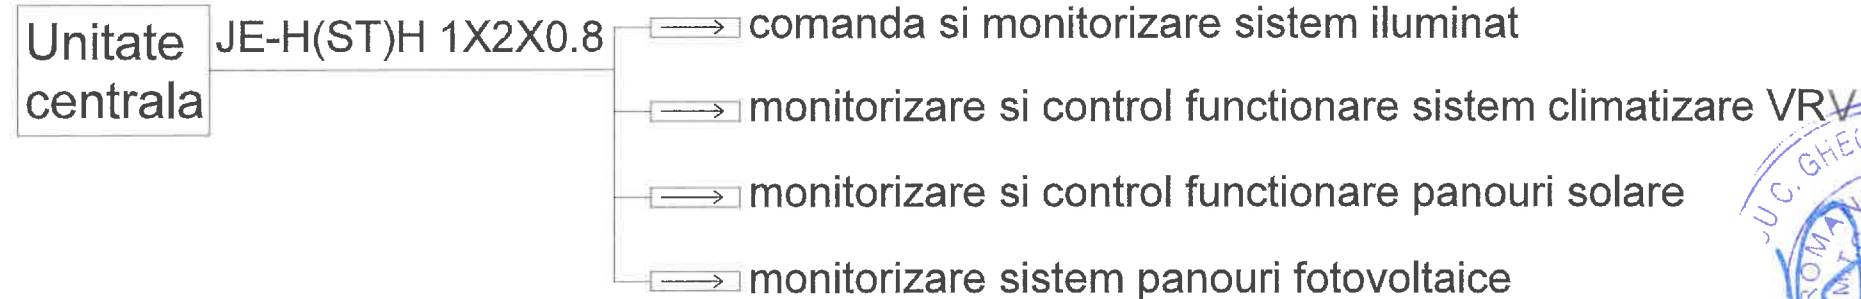 Unitate
centrala
JE-H(ST)H 1X2X0.8
comanda si monitorizare sistem iluminat
monitorizare si control functionare sistem climatizare VRV
monitorizare si control functionare panouri solare
monitorizare sistem panouri fotovoltaice